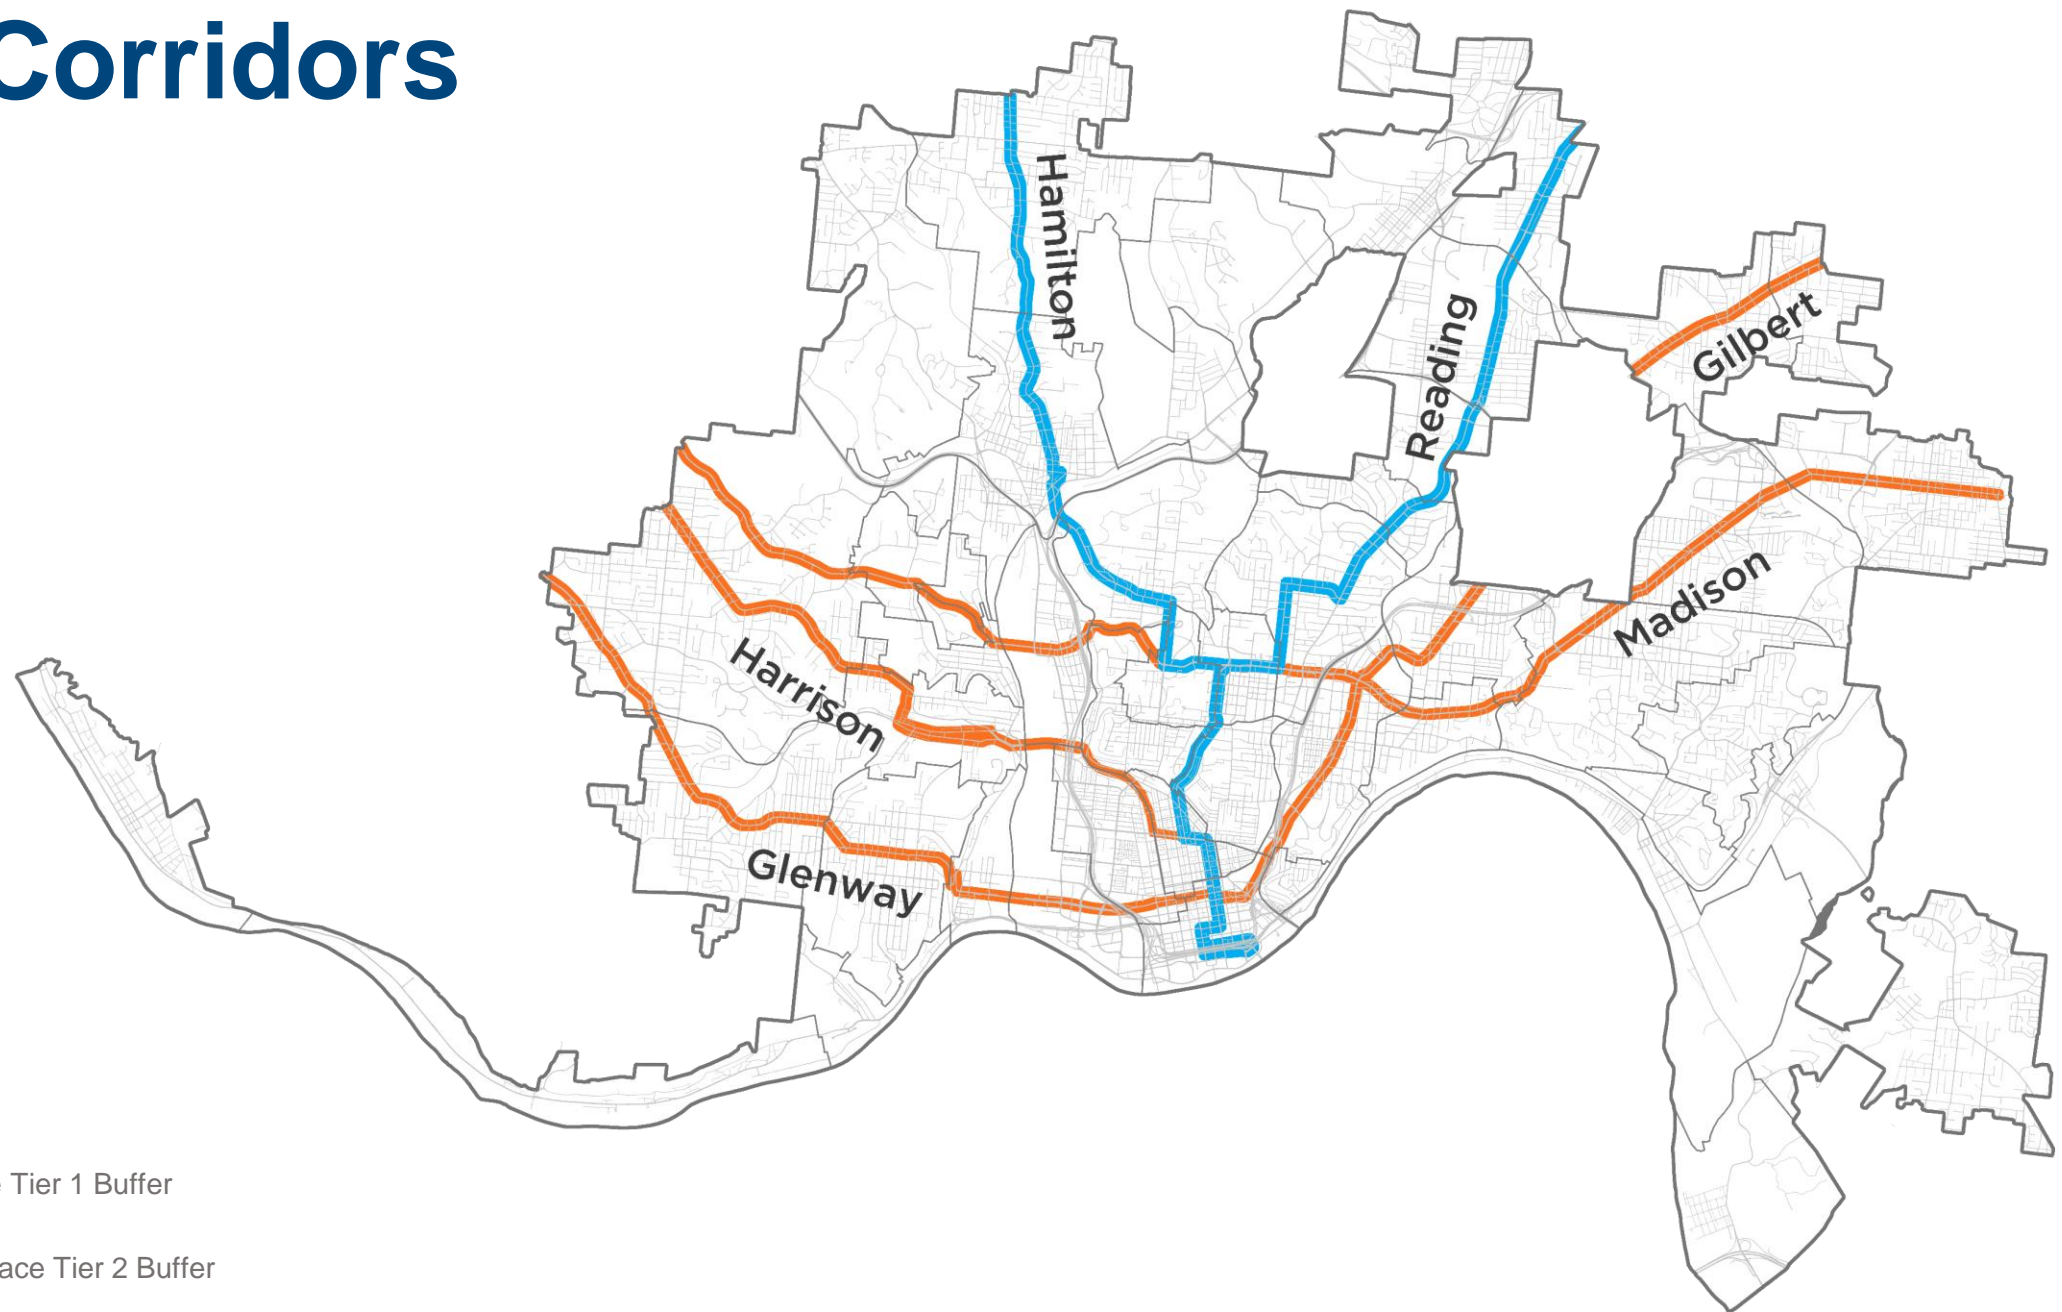 Corridors
Hamilton
Reading
Gilbert
Madison
Harrison
Glenway
Tier 1 Buffer
ace Tier 2 Buffer